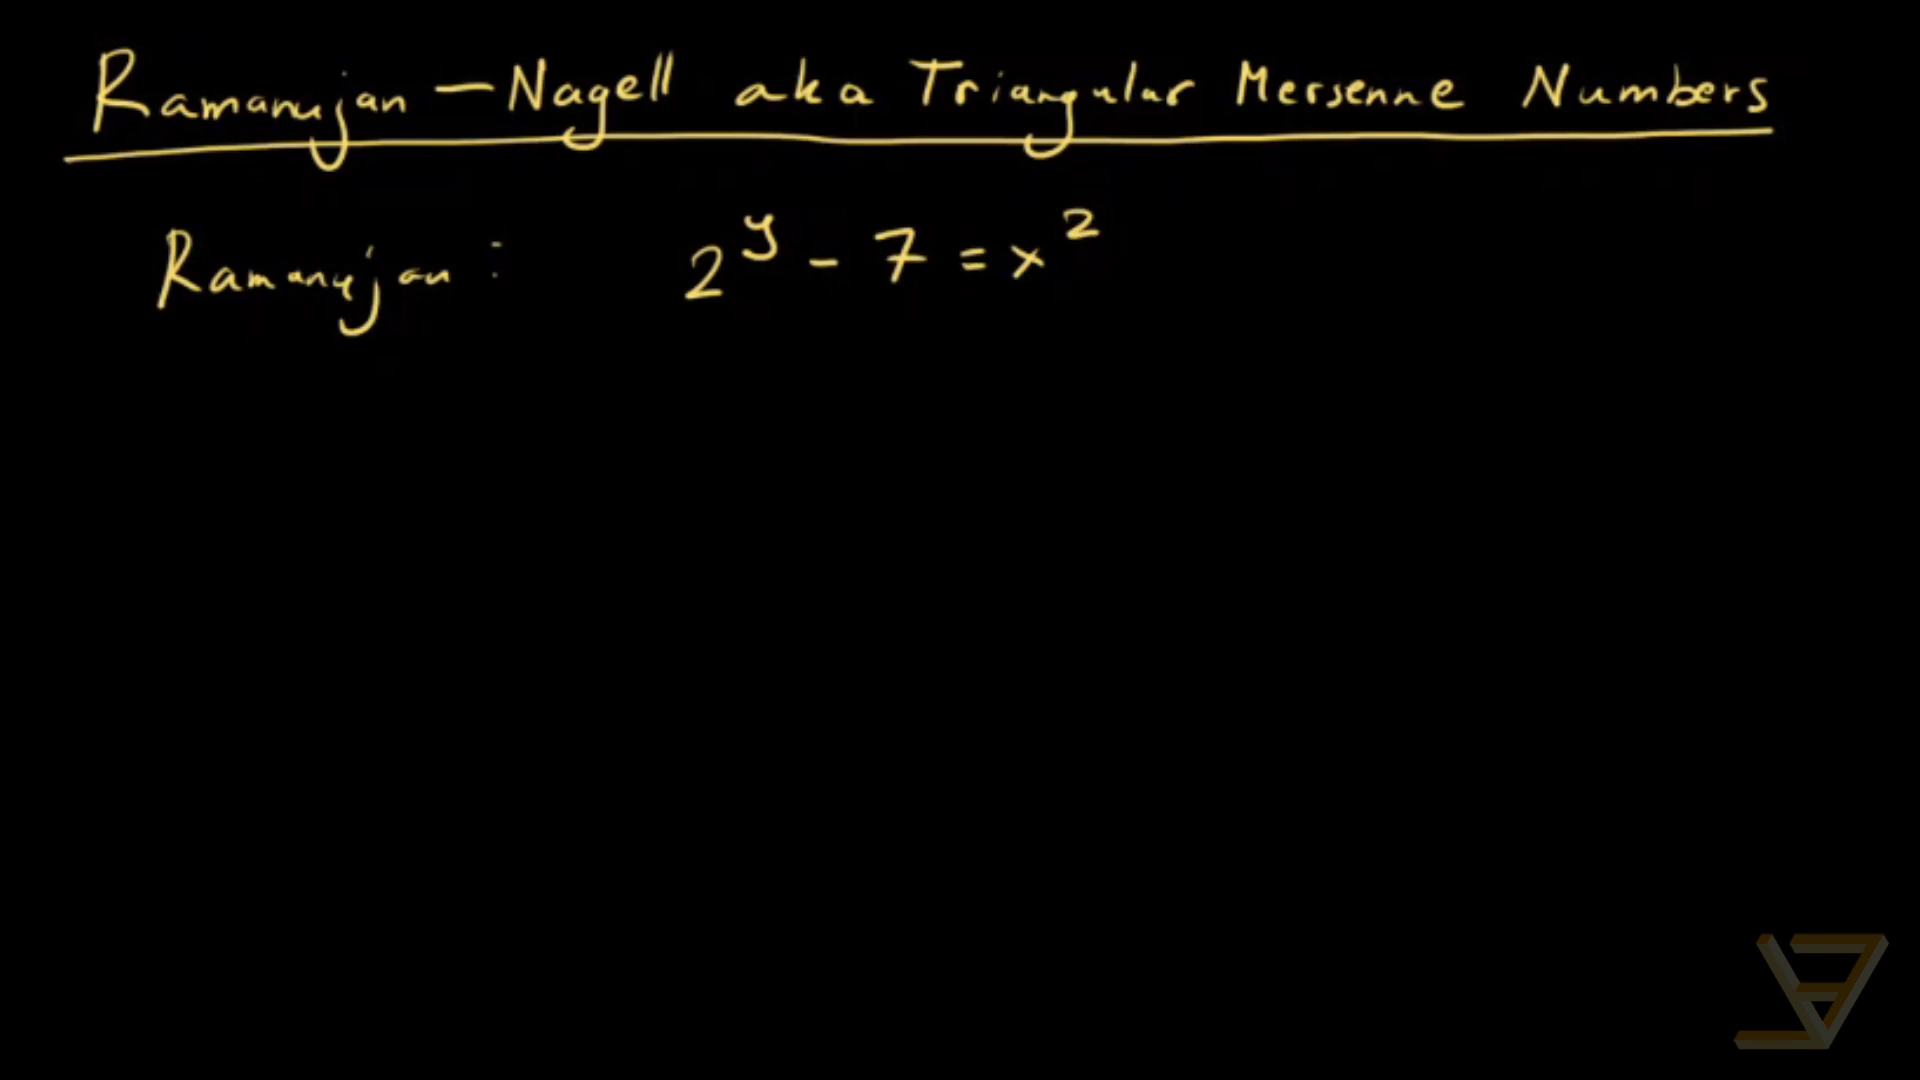 Ramanujan — Nagell aka Triangular Mersenne Numbers
Ramanujan : 2^y - 7 = x^2